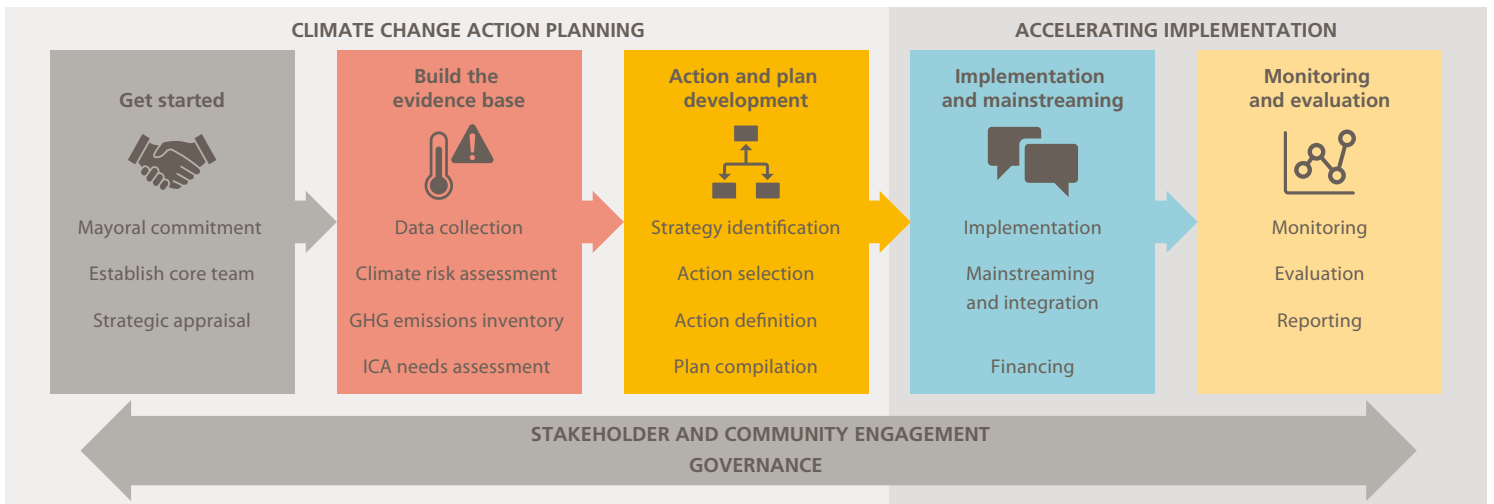 CLIMATE CHANGE ACTION PLANNING
ACCELERATING IMPLEMENTATION
Get started
Mayoral commitment
Establish core team
Strategic appraisal
Build the
evidence base
Data collection
Climate risk assessment
GHG emissions inventory
ICA needs assessment
Action and plan
development
Strategy identification
Action selection
Action definition
Plan compilation
Implementation
and mainstreaming
Implementation
Mainstreaming
and integration
Financing
Monitoring
and evaluation
Monitoring
Evaluation
Reporting
STAKEHOLDER AND COMMUNITY ENGAGEMENT
GOVERNANCE